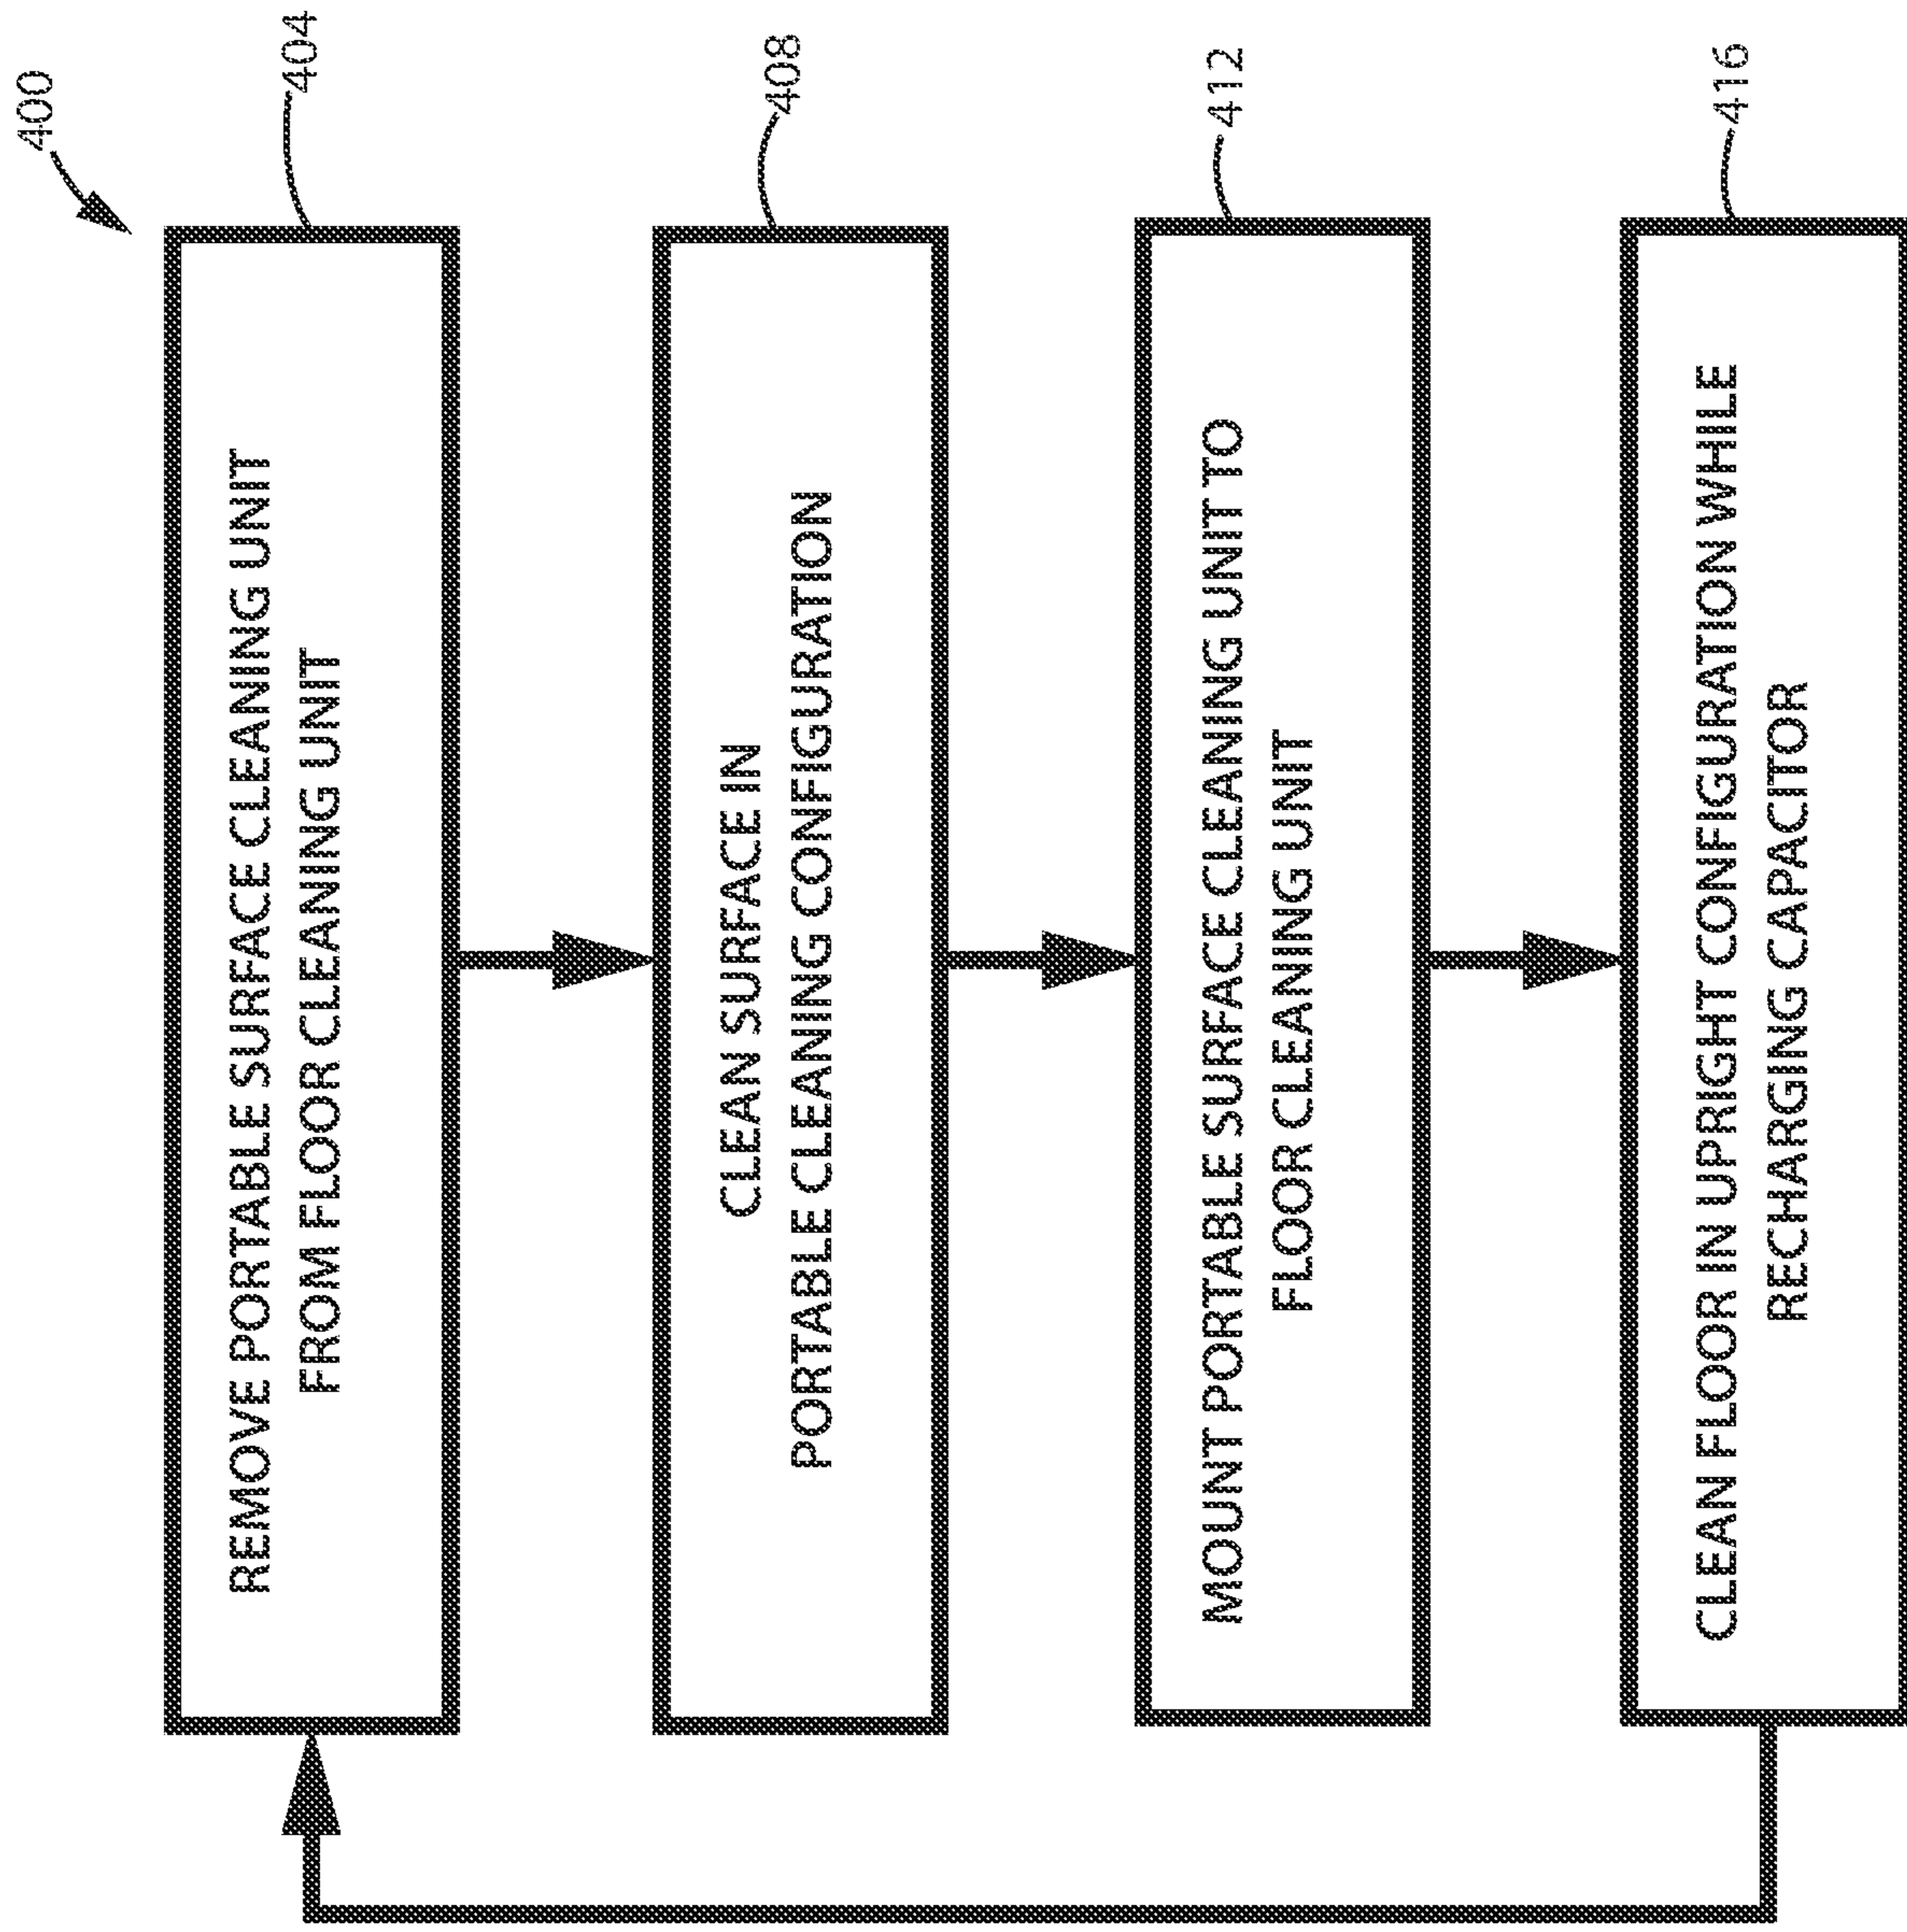 400
REMOVE PORTABLE SURFACE CLEANING UNIT
FROM FLOOR CLEANING UNIT
404
CLEAN SURFACE IN
PORTABLE CLEANING CONFIGURATION
408
MOUNT PORTABLE SURFACE CLEANING UNIT TO
FLOOR CLEANING UNIT
412
CLEAN FLOOR IN UPRIGHT CONFIGURATION WHILE
RECHARGING CAPACITOR
416